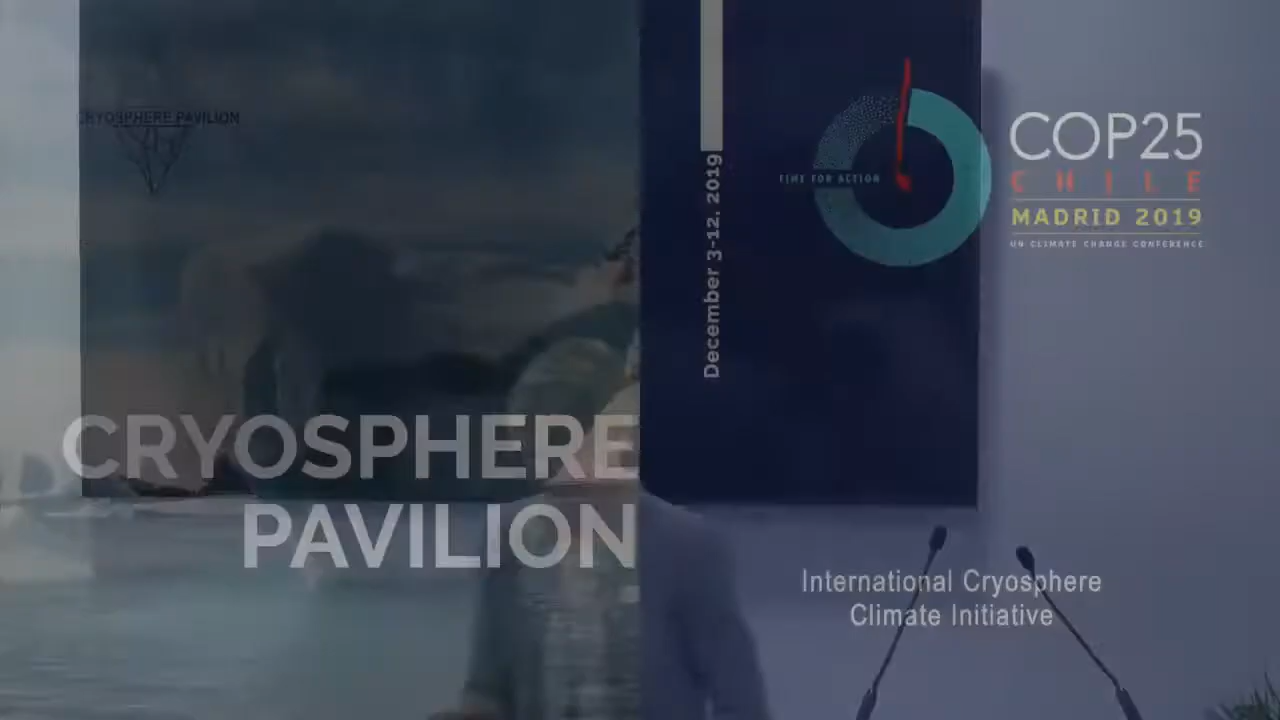 CRYOSPHERE PAVILION
CRYOSPHERE
PAVILION
December 3-12, 2019
TIME FOR ACTION
COP25
CHILE
MADRID 2019
UN CLIMATE CHANGE CONFERENCE
International Cryosphere
Climate Initiative